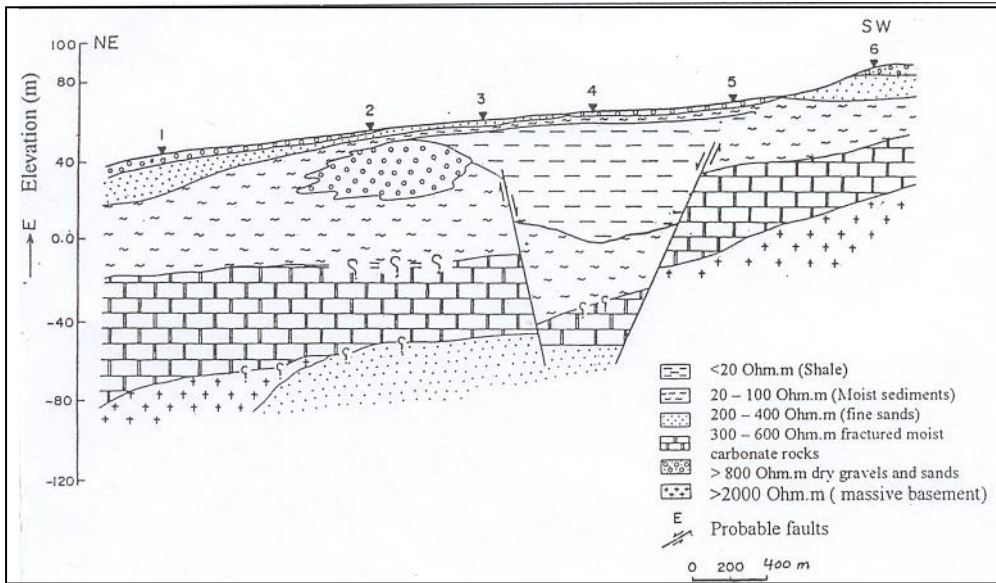 NE
SW
100
80
40
0.0
-40
-80
-120
Elevation (m)
E
1
2
3
4
5
6
? = ? = ?
?
? ?
?
? ?
?
<20 Ohm.m (Shale)
20 – 100 Ohm.m (Moist sediments)
200 – 400 Ohm.m (fine sands)
300 – 600 Ohm.m fractured moist
carbonate rocks
> 800 Ohm.m dry gravels and sands
>2000 Ohm.m ( massive basement)
E
Probable faults
0 200 400 m